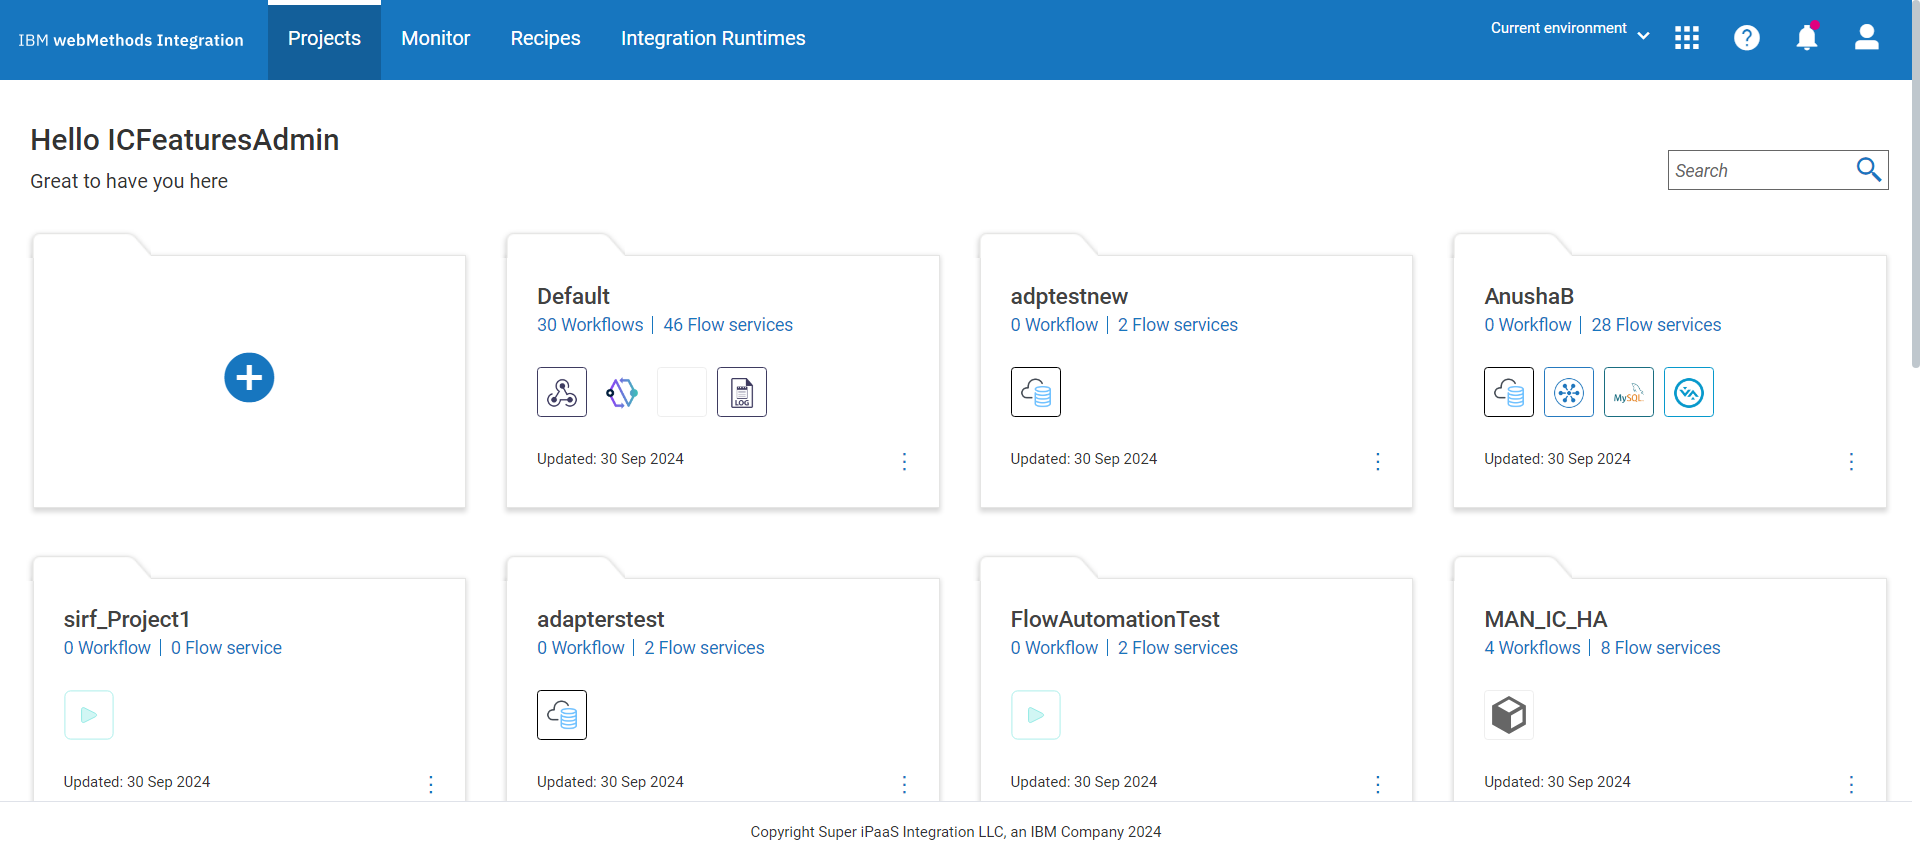 IBM webMethods Integration
Projects
Monitor
Recipes
Integration Runtimes
Current environment
Hello ICFeaturesAdmin
Great to have you here
Search
Default
30 Workflows | 46 Flow services
LOG
Updated: 30 Sep 2024
adptestnew
0 Workflow | 2 Flow services
Updated: 30 Sep 2024
AnushaB
0 Workflow | 28 Flow services
MySQL
Updated: 30 Sep 2024
sirf_Project1
0 Workflow | 0 Flow service
Updated: 30 Sep 2024
adapterstest
0 Workflow | 2 Flow services
Updated: 30 Sep 2024
FlowAutomationTest
0 Workflow | 2 Flow services
Updated: 30 Sep 2024
MAN_IC_HA
4 Workflows | 8 Flow services
Updated: 30 Sep 2024
Copyright Super iPaaS Integration LLC, an IBM Company 2024